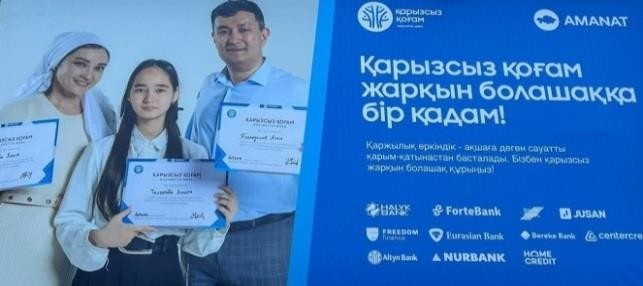 ҚАРЫЗСЫЗ ҚОҒАМ
ҚАРЫЗСЫЗ ҚОҒАМ
қарызсыз
қоғам
AMANAT
Қарызсыз қоғам
жарқын болашаққа
бір қадам!
Қаржылық еркіндік - ақшаға деген сауатты
қарым-қатынастан басталады. Бізбен қарызсыз
жарқын болашақ құрыңыз!
HALYK BANK
ForteBank
JUSAN
FREEDOM finance
Eurasian Bank
Bereke Bank
centercre
Altyn Bank
NURBANK
HOME CREDIT